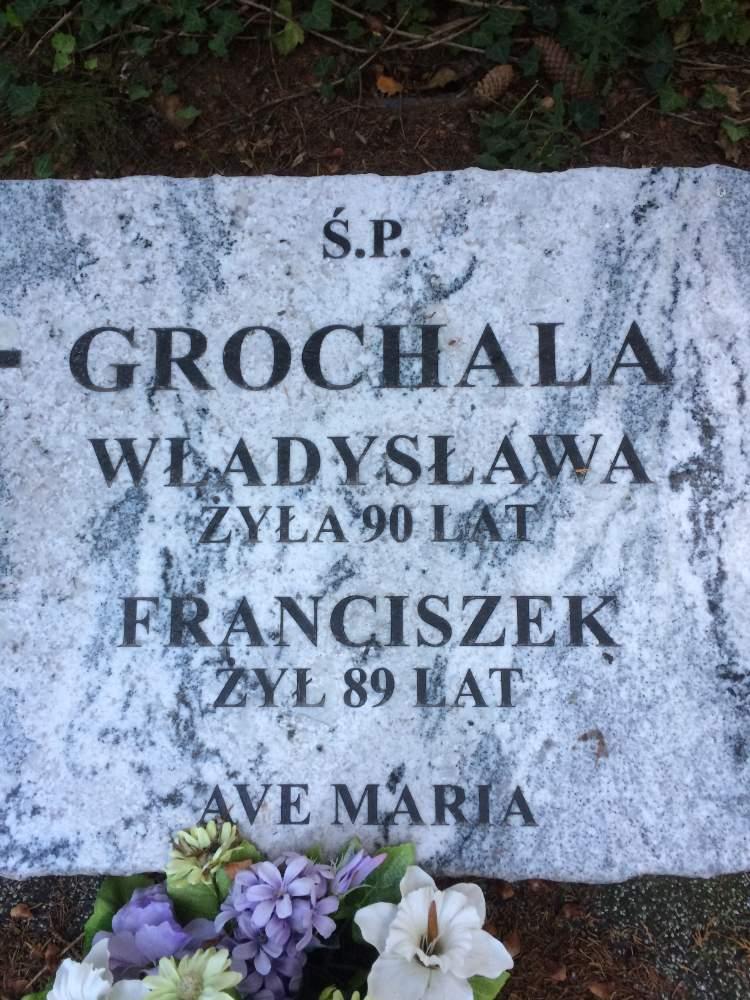 Ś.P.
GROCHALA
WŁADYSŁAWA
ŻYŁA 90 LAT
FRANCISZEK
ŻYŁ 89 LAT
AVE MARIA